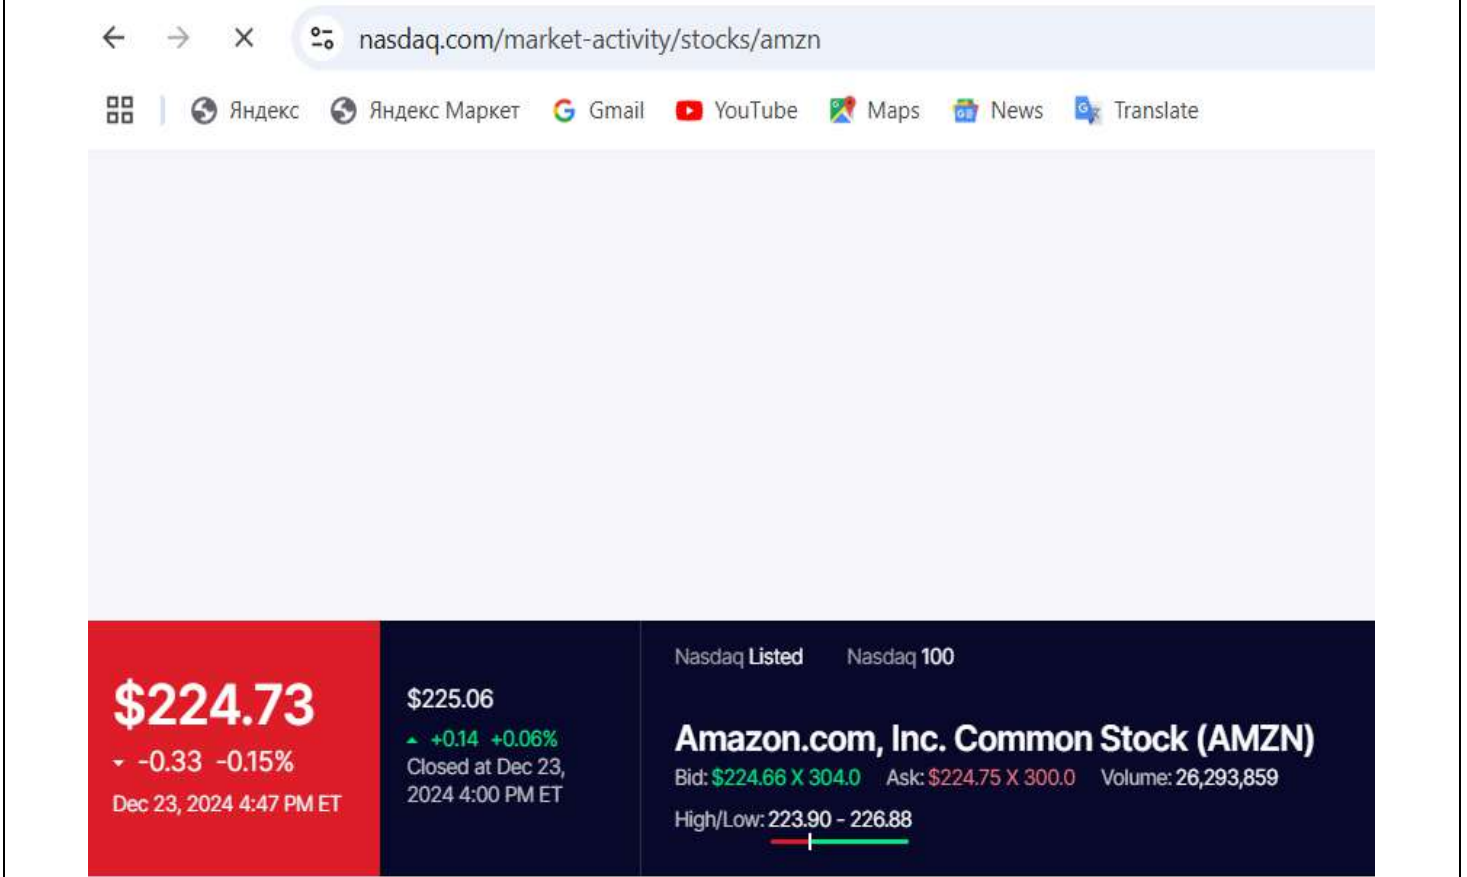 nasdaq.com/market-activity/stocks/amzn
Яндекс Яндекс Маркет Gmail YouTube Maps News Translate
$224.73
-0.33 -0.15%
Dec 23, 2024 4:47 PM ET
$225.06
+0.14 +0.06%
Closed at Dec 23,
2024 4:00 PM ET
Nasdaq Listed Nasdaq 100
Amazon.com, Inc. Common Stock (AMZN)
Bid: $224.66 X 304.0 Ask: $224.75 X 300.0 Volume: 26,293,859
High/Low: 223.90 - 226.88